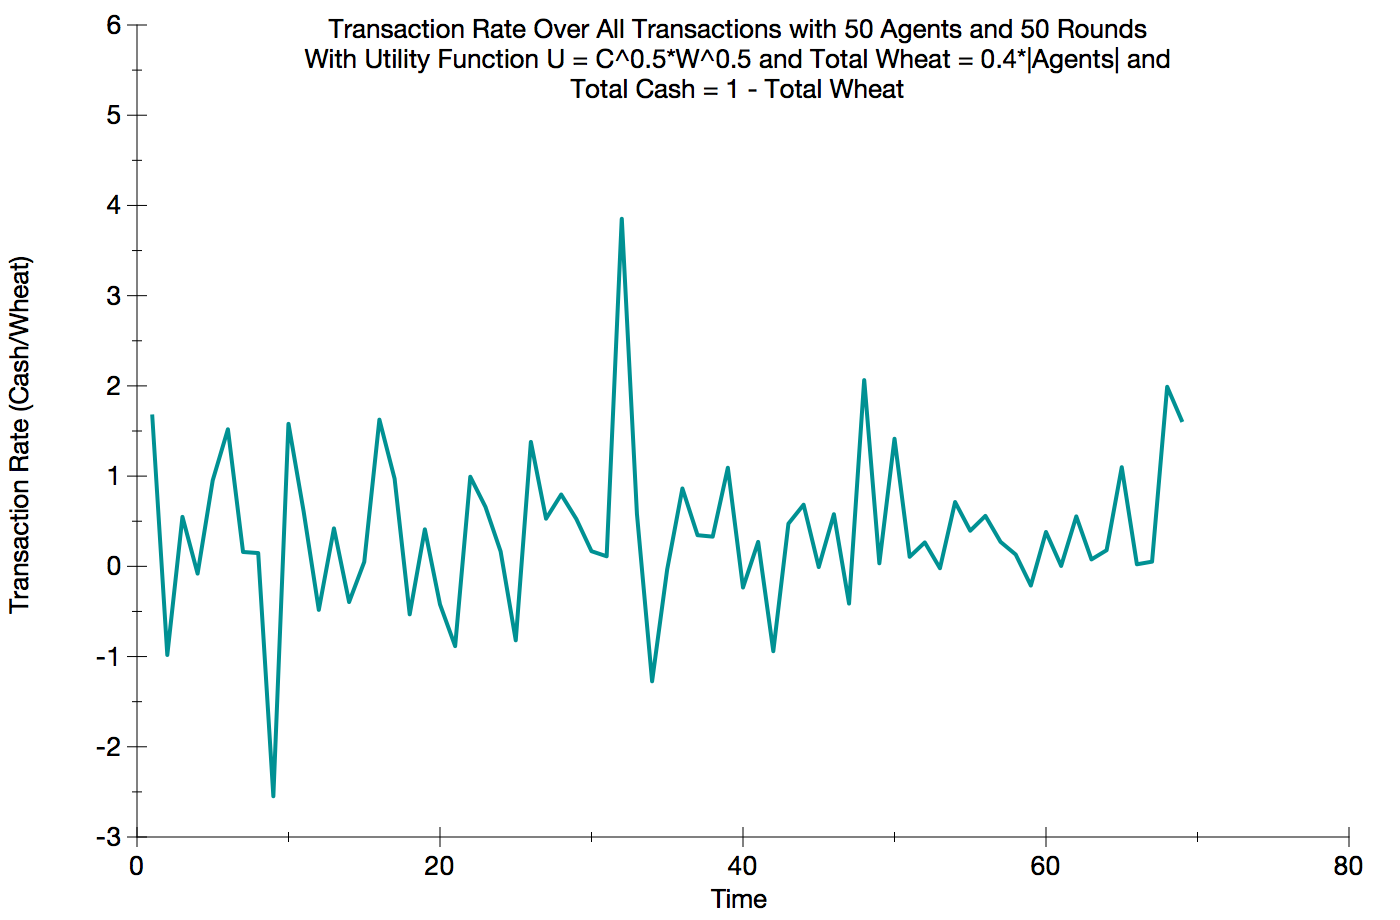 Transaction Rate Over All Transactions with 50 Agents and 50 Rounds
With Utility Function U = C^0.5*W^0.5 and Total Wheat = 0.4*|Agents| and
Total Cash = 1 - Total Wheat
Transaction Rate (Cash/Wheat)
6
5
4
3
2
1
0
-1
-2
-3
0 20 40 60 80
Time